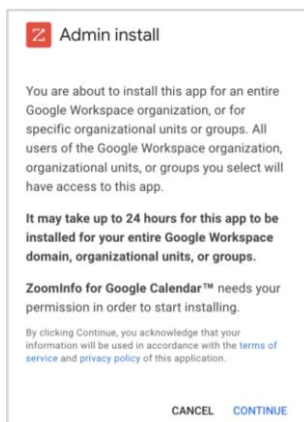 Z Admin install
You are about to install this app for an entire
Google Workspace organization, or for
specific organizational units or groups. All
users of the Google Workspace organization,
organizational units, or groups you select will
have access to this app.
It may take up to 24 hours for this app to be
installed for your entire Google Workspace
domain, organizational units, or groups.
ZoomInfo for Google Calendar™ needs your
permission in order to start installing.
By clicking Continue, you acknowledge that your
information will be used in accordance with the terms of
service and privacy policy of this application.
CANCEL CONTINUE